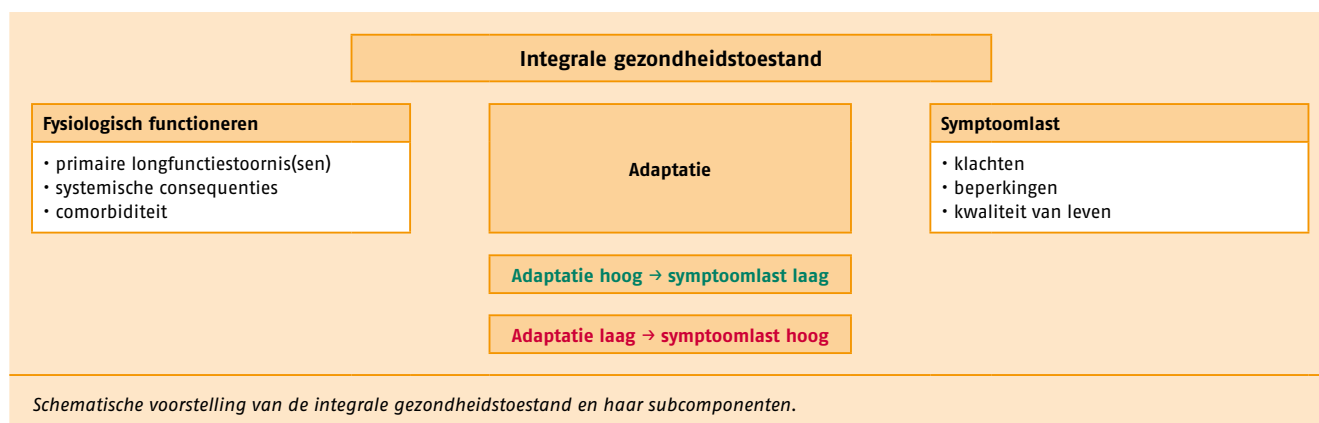 Integrale gezondheidstoestand
Fysiologisch functioneren
• primaire longfunctiestoornis(sen)
• systemische consequenties
• comorbiditeit
Adaptatie
Symptoomlast
• klachten
• beperkingen
• kwaliteit van leven
Adaptatie hoog → symptoomlast laag
Adaptatie laag → symptoomlast hoog
Schematische voorstelling van de integrale gezondheidstoestand en haar subcomponenten.